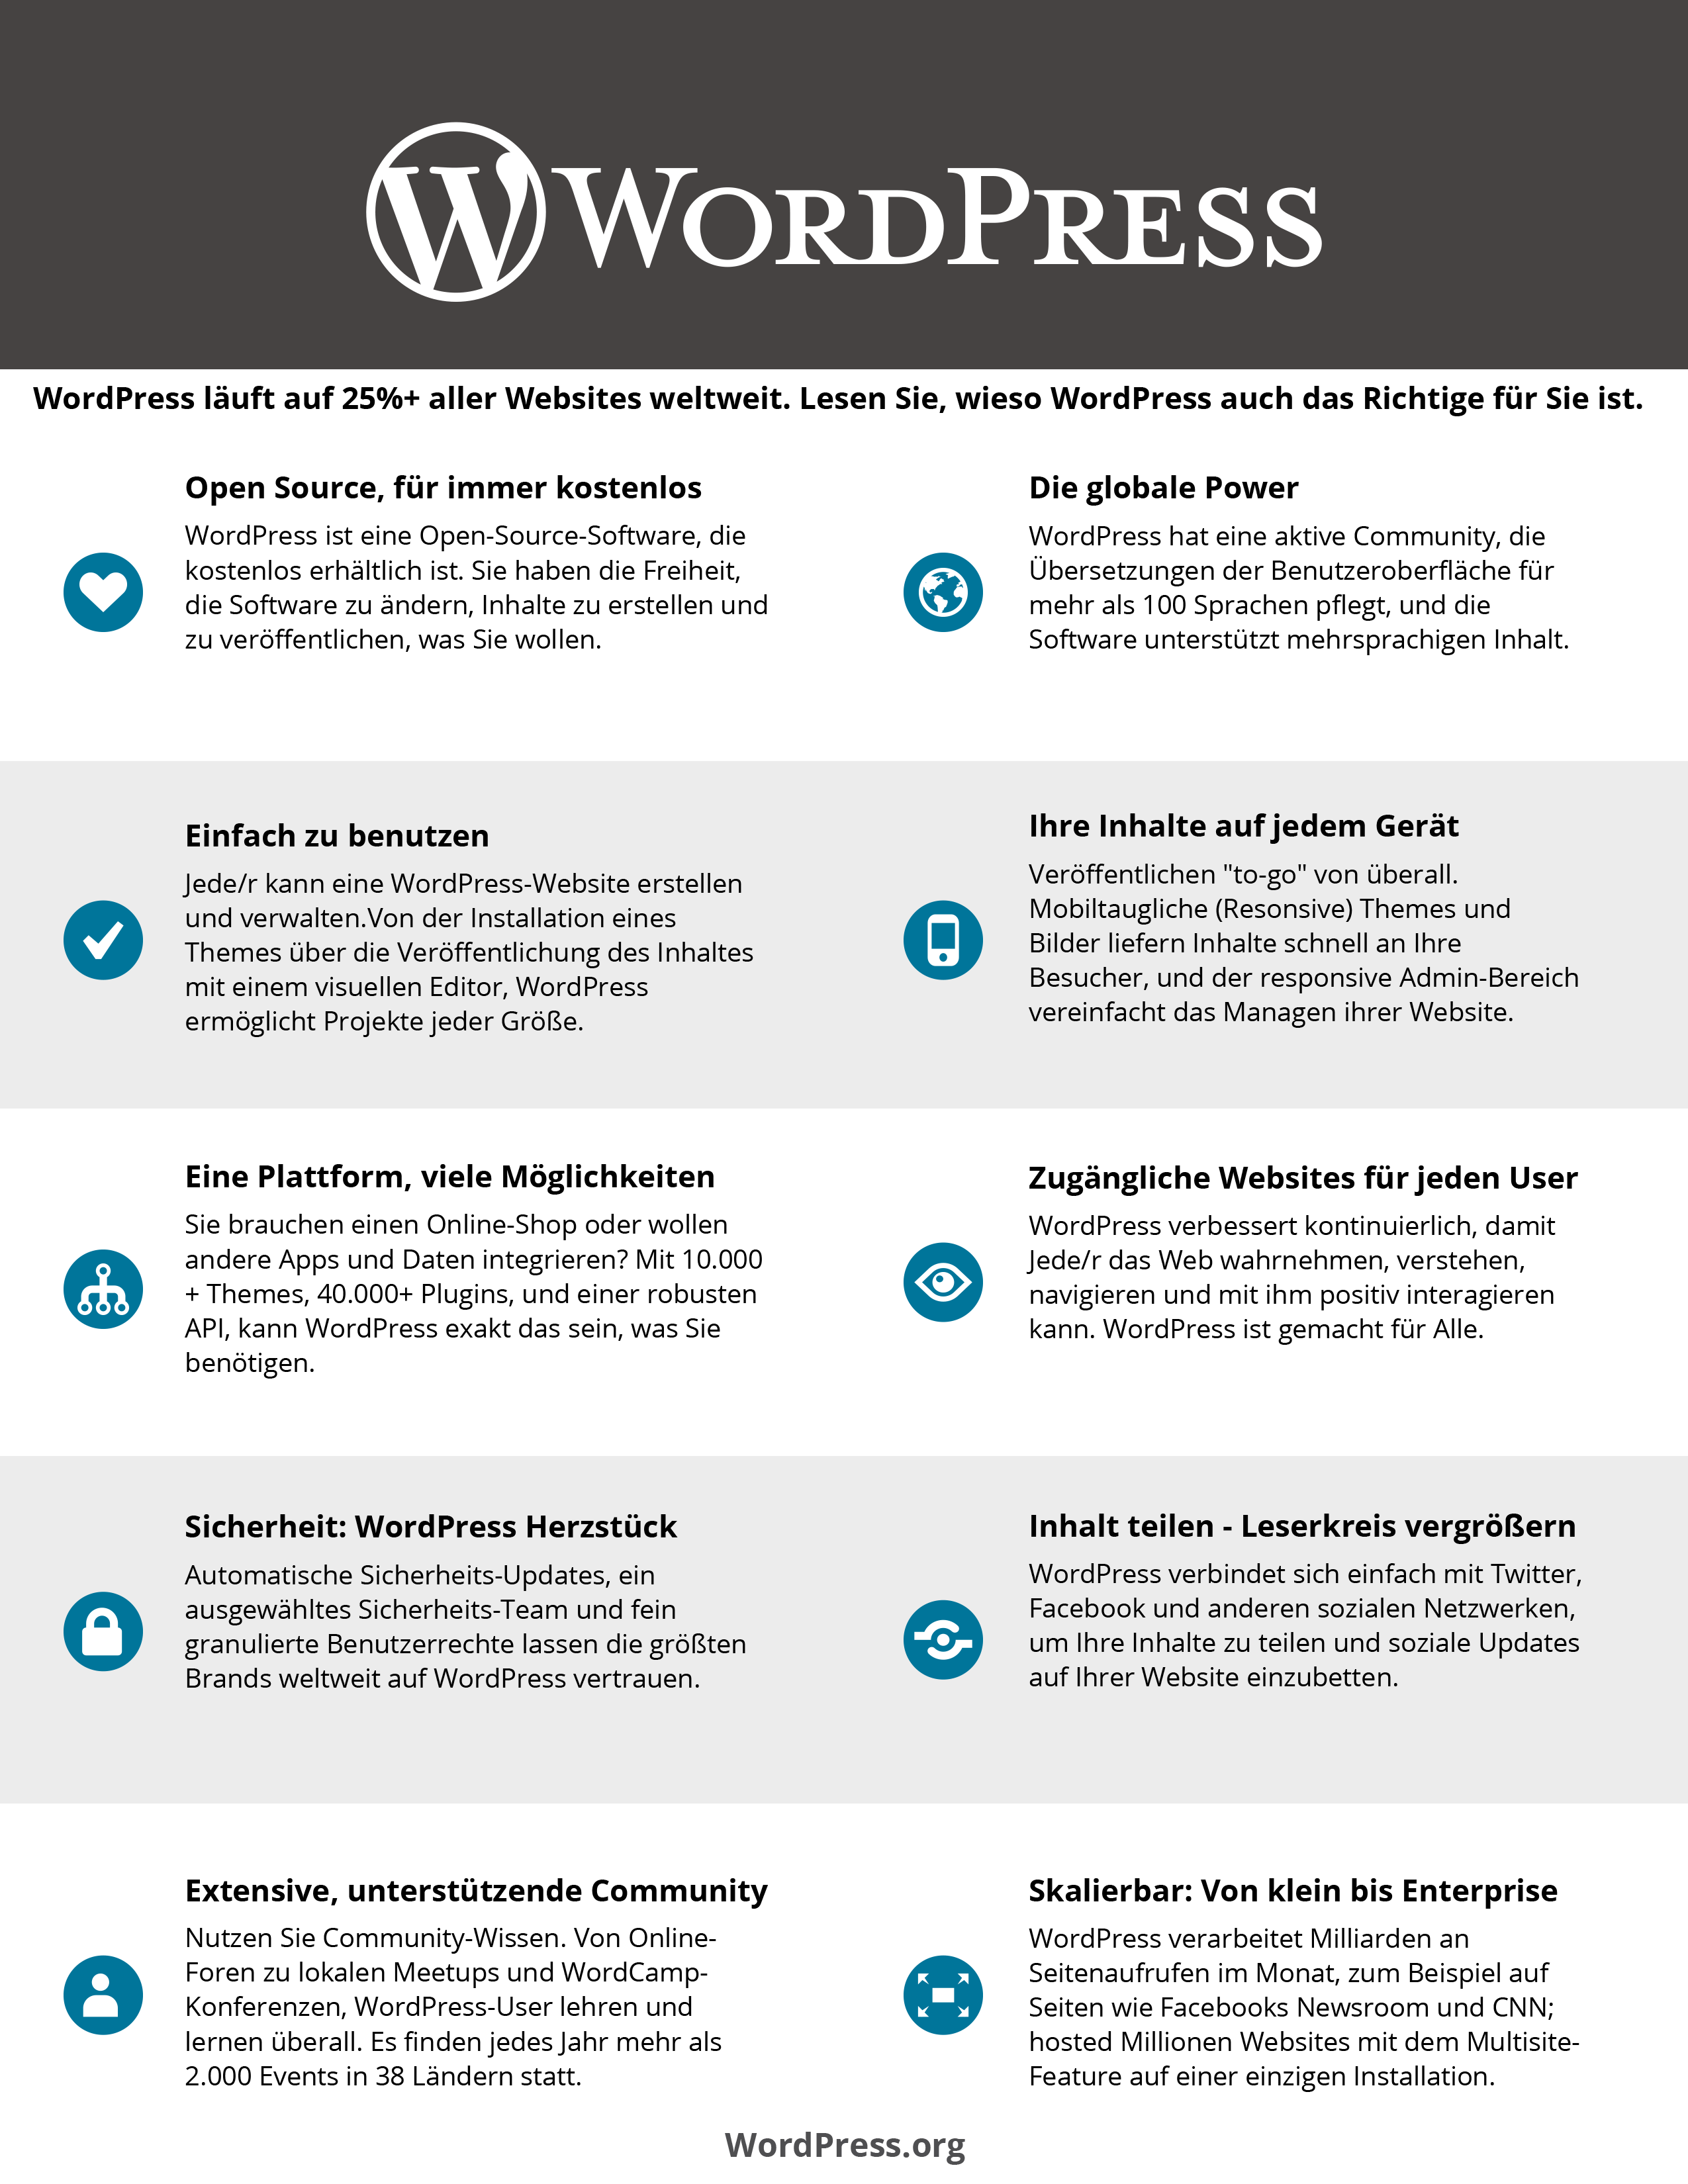 WORDPRESS
WordPress läuft auf 25%+ aller Websites weltweit. Lesen Sie, wieso WordPress auch das Richtige für Sie ist.
Open Source, für immer kostenlos
WordPress ist eine Open-Source-Software, die
kostenlos erhältlich ist. Sie haben die Freiheit,
die Software zu ändern, Inhalte zu erstellen und
zu veröffentlichen, was Sie wollen.
Die globale Power
WordPress hat eine aktive Community, die
Übersetzungen der Benutzeroberfläche für
mehr als 100 Sprachen pflegt, und die
Software unterstützt mehrsprachigen Inhalt.
Einfach zu benutzen
Jede/r kann eine WordPress-Website erstellen
und verwalten.Von der Installation eines
Themes über die Veröffentlichung des Inhaltes
mit einem visuellen Editor, WordPress
ermöglicht Projekte jeder Größe.
Ihre Inhalte auf jedem Gerät
Veröffentlichen "to-go" von überall.
Mobiltaugliche (Resonsive) Themes und
Bilder liefern Inhalte schnell an Ihre
Besucher, und der responsive Admin-Bereich
vereinfacht das Managen ihrer Website.
Eine Plattform, viele Möglichkeiten
Sie brauchen einen Online-Shop oder wollen
andere Apps und Daten integrieren? Mit 10.000
+ Themes, 40.000+ Plugins, und einer robusten
API, kann WordPress exakt das sein, was Sie
benötigen.
Zugängliche Websites für jeden User
WordPress verbessert kontinuierlich, damit
Jede/r das Web wahrnehmen, verstehen,
navigieren und mit ihm positiv interagieren
kann. WordPress ist gemacht für Alle.
Sicherheit: WordPress Herzstück
Automatische Sicherheits-Updates, ein
ausgewähltes Sicherheits-Team und fein
granulierte Benutzerrechte lassen die größten
Brands weltweit auf WordPress vertrauen.
Inhalt teilen - Leserkreis vergrößern
WordPress verbindet sich einfach mit Twitter,
Facebook und anderen sozialen Netzwerken,
um Ihre Inhalte zu teilen und soziale Updates
auf Ihrer Website einzubetten.
Extensive, unterstützende Community
Nutzen Sie Community-Wissen. Von Online-
Foren zu lokalen Meetups und WordCamp-
Konferenzen, WordPress-User lehren und
lernen überall. Es finden jedes Jahr mehr als
2.000 Events in 38 Ländern statt.
Skalierbar: Von klein bis Enterprise
WordPress verarbeitet Milliarden an
Seitenaufrufen im Monat, zum Beispiel auf
Seiten wie Facebooks Newsroom und CNN;
hosted Millionen Websites mit dem Multisite-
Feature auf einer einzigen Installation.
WordPress.org